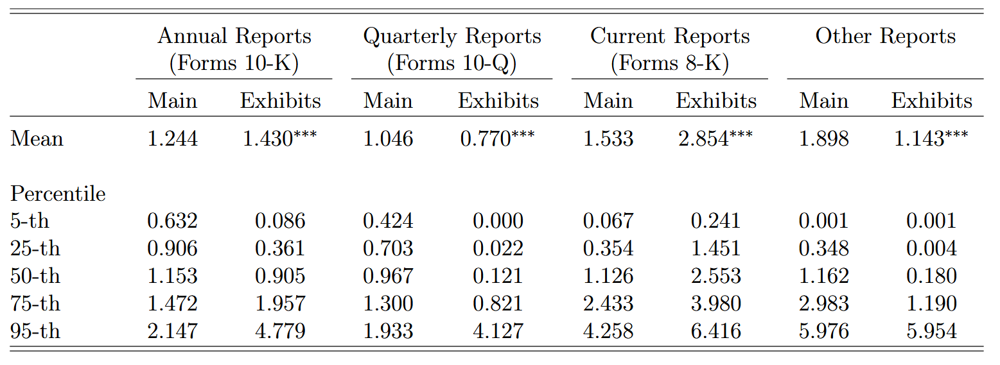 Annual Reports Quarterly Reports Current Reports Other Reports
(Forms 10-K) (Forms 10-Q) (Forms 8-K)
Main Exhibits Main Exhibits Main Exhibits Main Exhibits
Mean 1.244 1.430*** 1.046 0.770*** 1.533 2.854*** 1.898 1.143***
Percentile
5-th 0.632 0.086 0.424 0.000 0.067 0.241 0.001 0.001
25-th 0.906 0.361 0.703 0.022 0.354 1.451 0.348 0.004
50-th 1.153 0.905 0.967 0.121 1.126 2.553 1.162 0.180
75-th 1.472 1.957 1.300 0.821 2.433 3.980 2.983 1.190
95-th 2.147 4.779 1.933 4.127 4.258 6.416 5.976 5.954